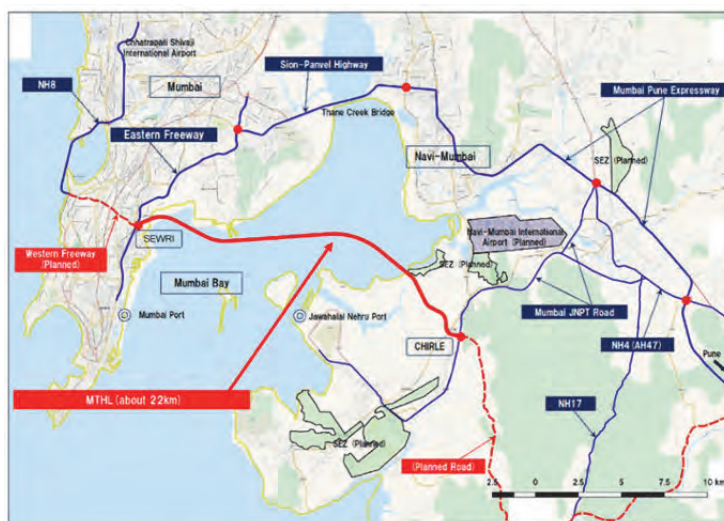 Chhatrapali Shivaji
International Airport
NH8
Mumbai
Sion-Panvel Highway
Mumbai Pune Expressway
Eastern Freeway
Thane Creek Bridge
Navi-Mumbai
SEZ (Planned)
Western Freeway
(Planned)
SEWRI
Navi-Mumbai International
Airport (Planned)
SEZ (Planned)
Mumbai Bay
Mumbai Port
Jawahalal Nehru Port
Mumbai JNPT Road
CHIRLE
NH4 (AH47)
Pune
MTHL (about 22km)
NH17
SEZ (Planned)
(Planned Road)
2.5 0 2.5 5 7.5 10 km